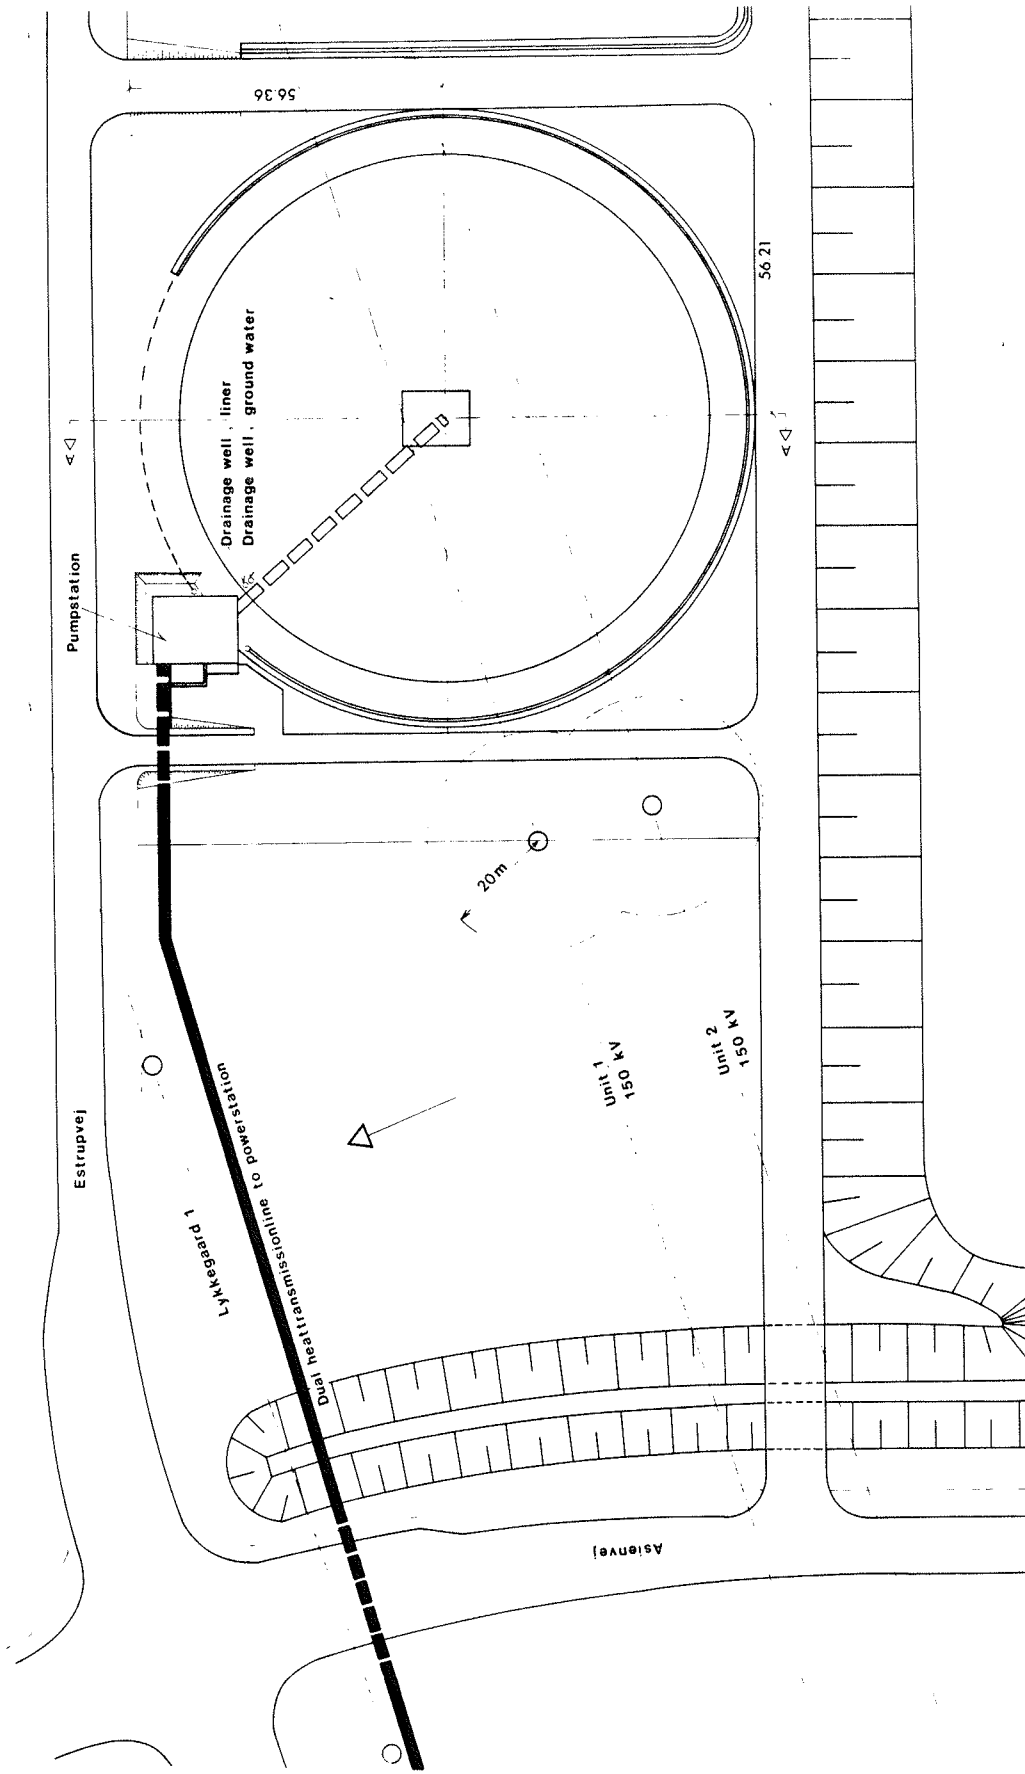 56.36
56.21
Drainage well, liner
Drainage well, ground water
Pumpstation
20m
Unit 1
150 kV
Unit 2
150 kV
Estrupvej
Lykkegaard 1
Dual heattransmissionline to powerstation
Asienvej